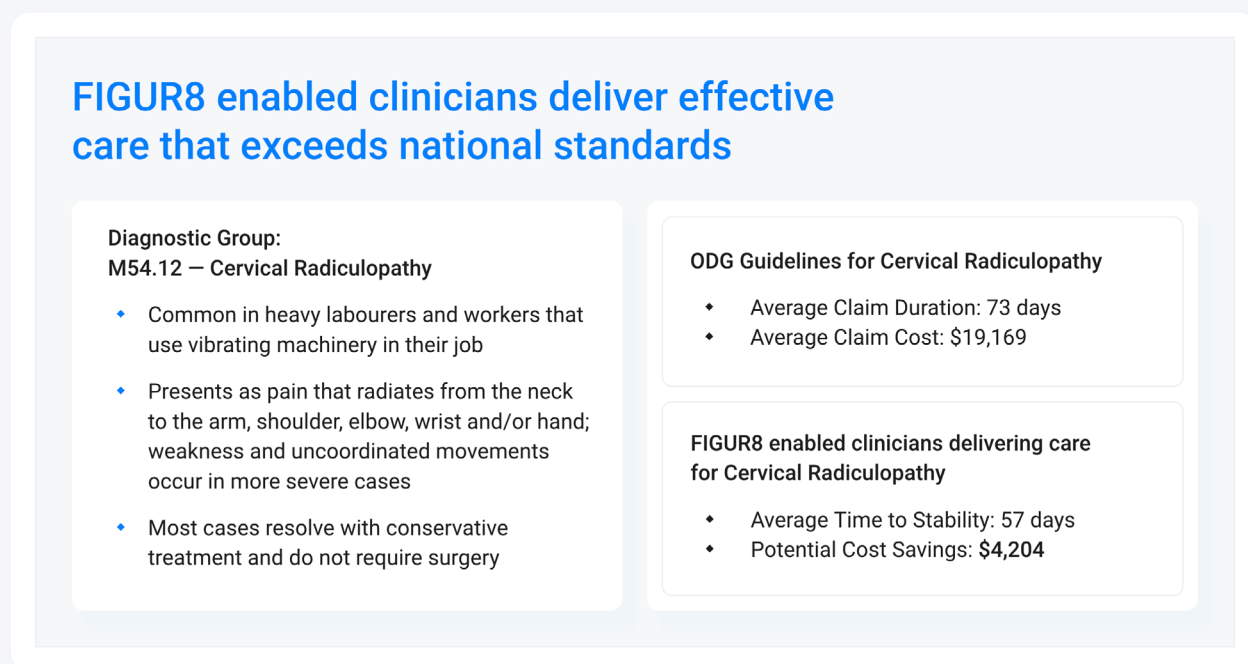 FIGUR8 enabled clinicians deliver effective
care that exceeds national standards
Diagnostic Group:
M54.12 — Cervical Radiculopathy
Common in heavy labourers and workers that
use vibrating machinery in their job
Presents as pain that radiates from the neck
to the arm, shoulder, elbow, wrist and/or hand;
weakness and uncoordinated movements
occur in more severe cases
Most cases resolve with conservative
treatment and do not require surgery
ODG Guidelines for Cervical Radiculopathy
Average Claim Duration: 73 days
Average Claim Cost: $19,169
FIGUR8 enabled clinicians delivering care
for Cervical Radiculopathy
Average Time to Stability: 57 days
Potential Cost Savings: $4,204